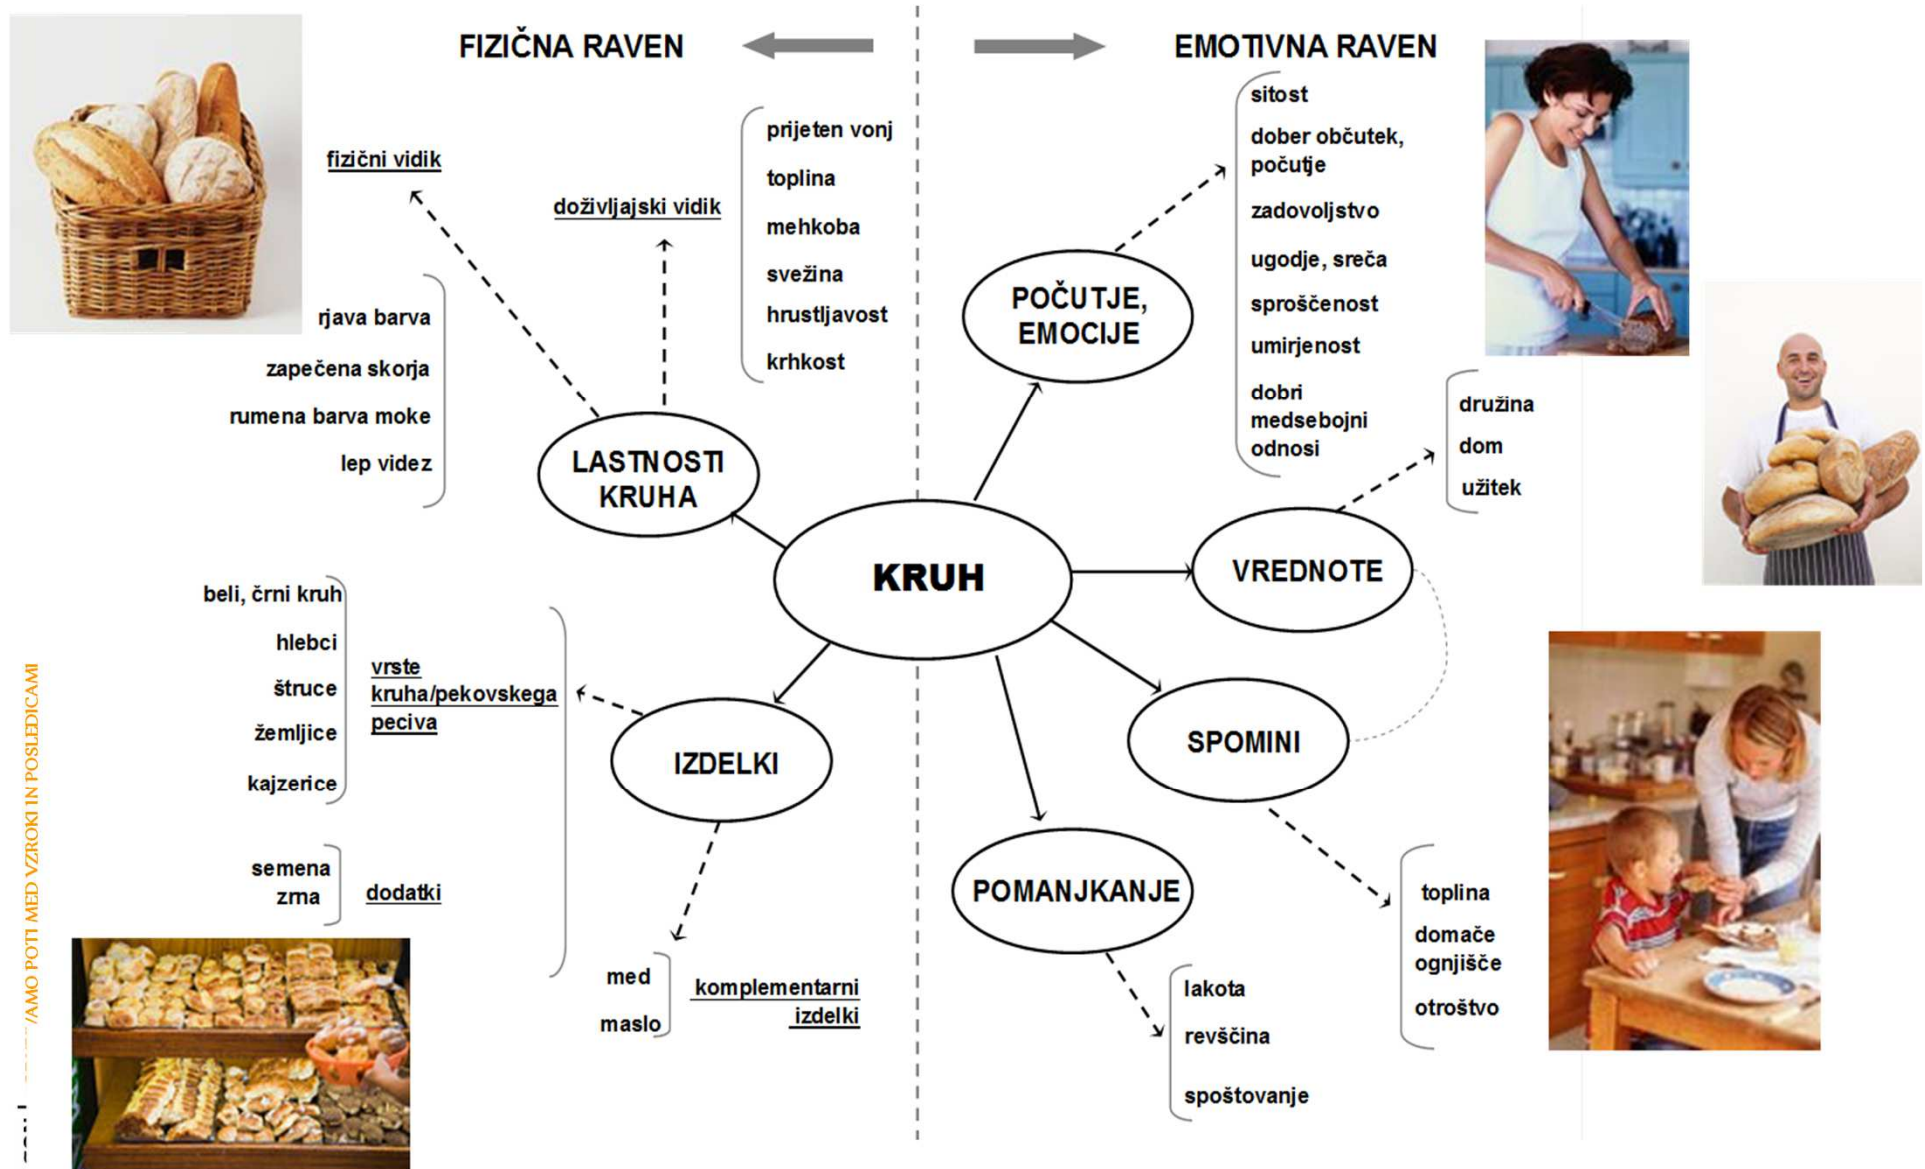 FIZIČNA RAVEN
EMOTIVNA RAVEN
fizični vidik
rjava barva
zapečena skorja
rumena barva moke
lep videz
doživljajski vidik
prijeten vonj
toplina
mehkoba
svežina
hrustljavost
krhkost
LASTNOSTI
KRUHA
KRUH
POČUTJE,
EMOCIJE
sitost
dober občutek,
počutje
zadovoljstvo
ugodje, sreča
sproščenost
umirjenost
dobri
medsebojni
odnosi
VREDNOTE
družina
dom
užitek
SPOMINI
toplina
domače
ognjišče
otroštvo
POMANJKANJE
lakota
revščina
spoštovanje
IZDELKI
vrste
kruha/pekovskega
peciva
beli, črni kruh
hlebci
štruce
žemljice
kajzerice
dodatki
semena
zrna
med
maslo
komplementarni
izdelki
POTI MED VZROKI IN POSLEDICAMI